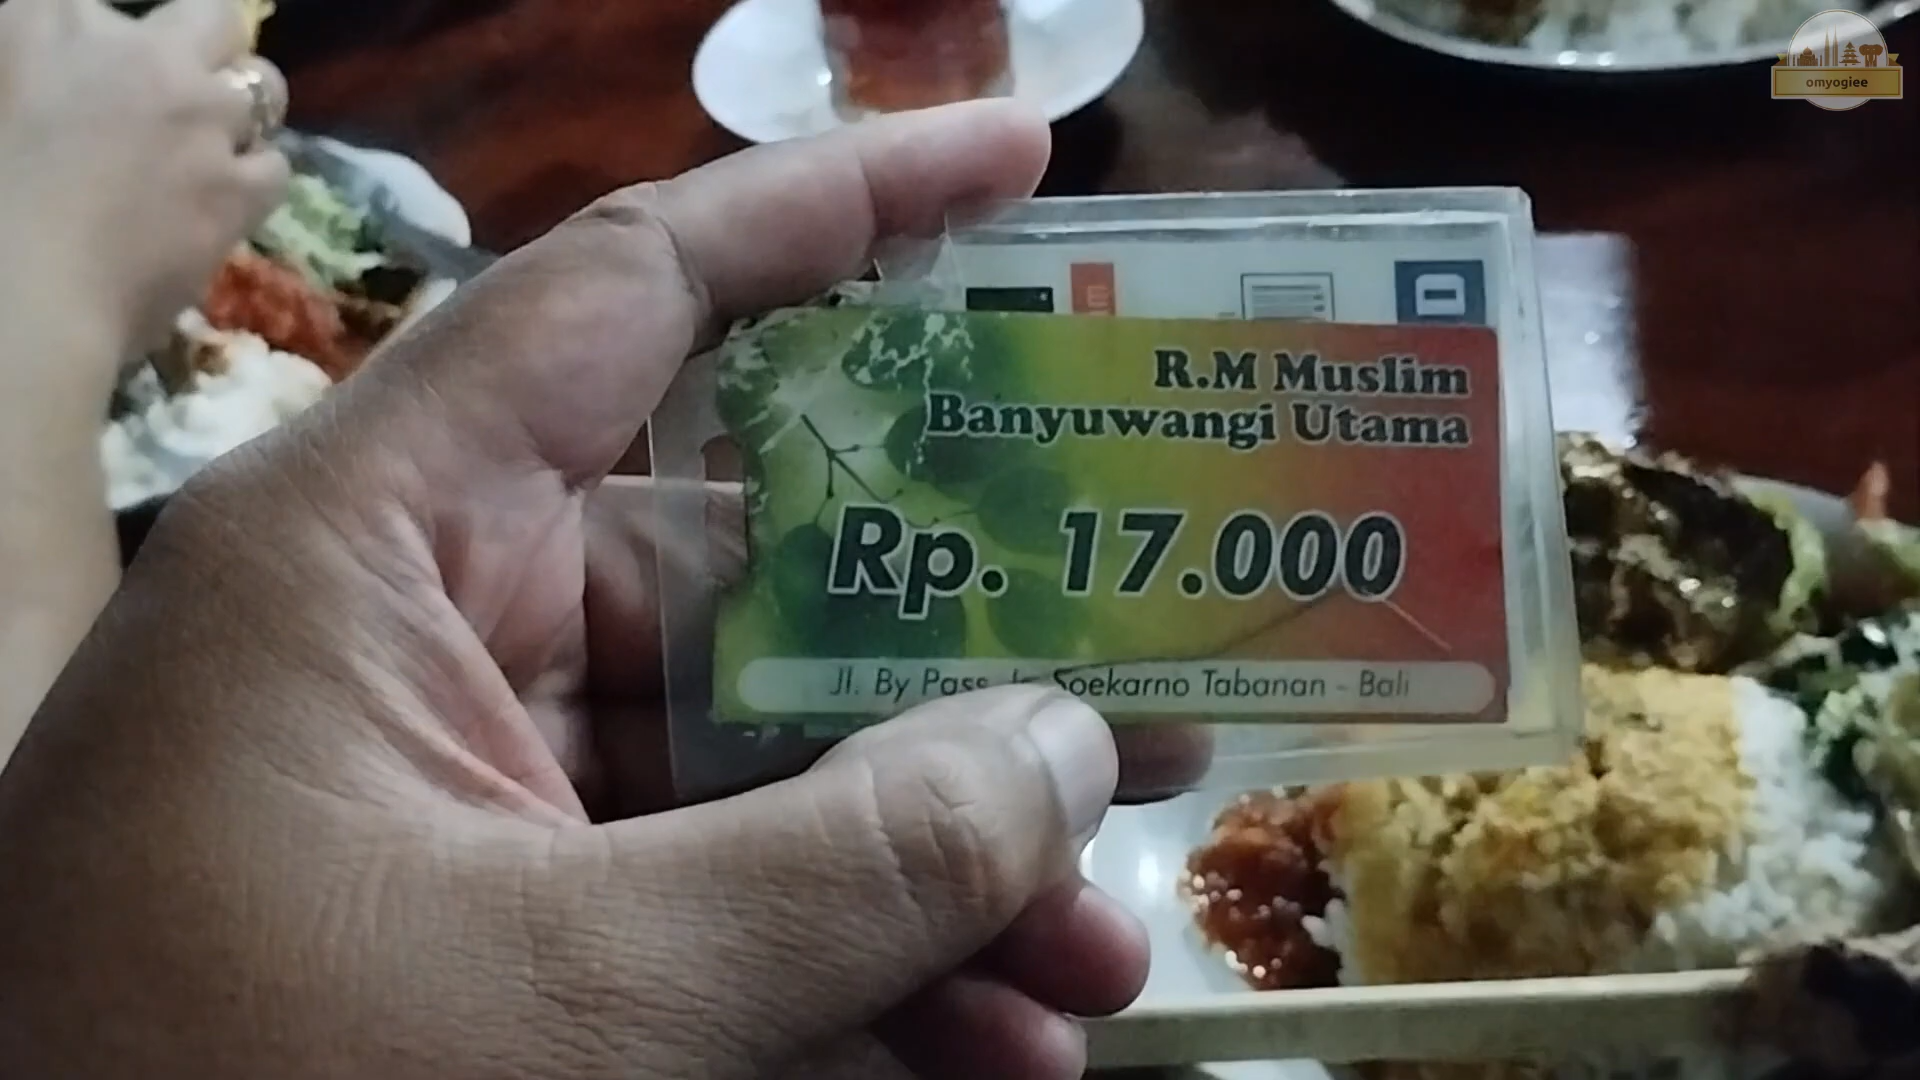 omyogiee
R.M Muslim
Banyuwangi Utama
Rp. 17.000
Jl. By Pass Soekarno Tabanan - Bali